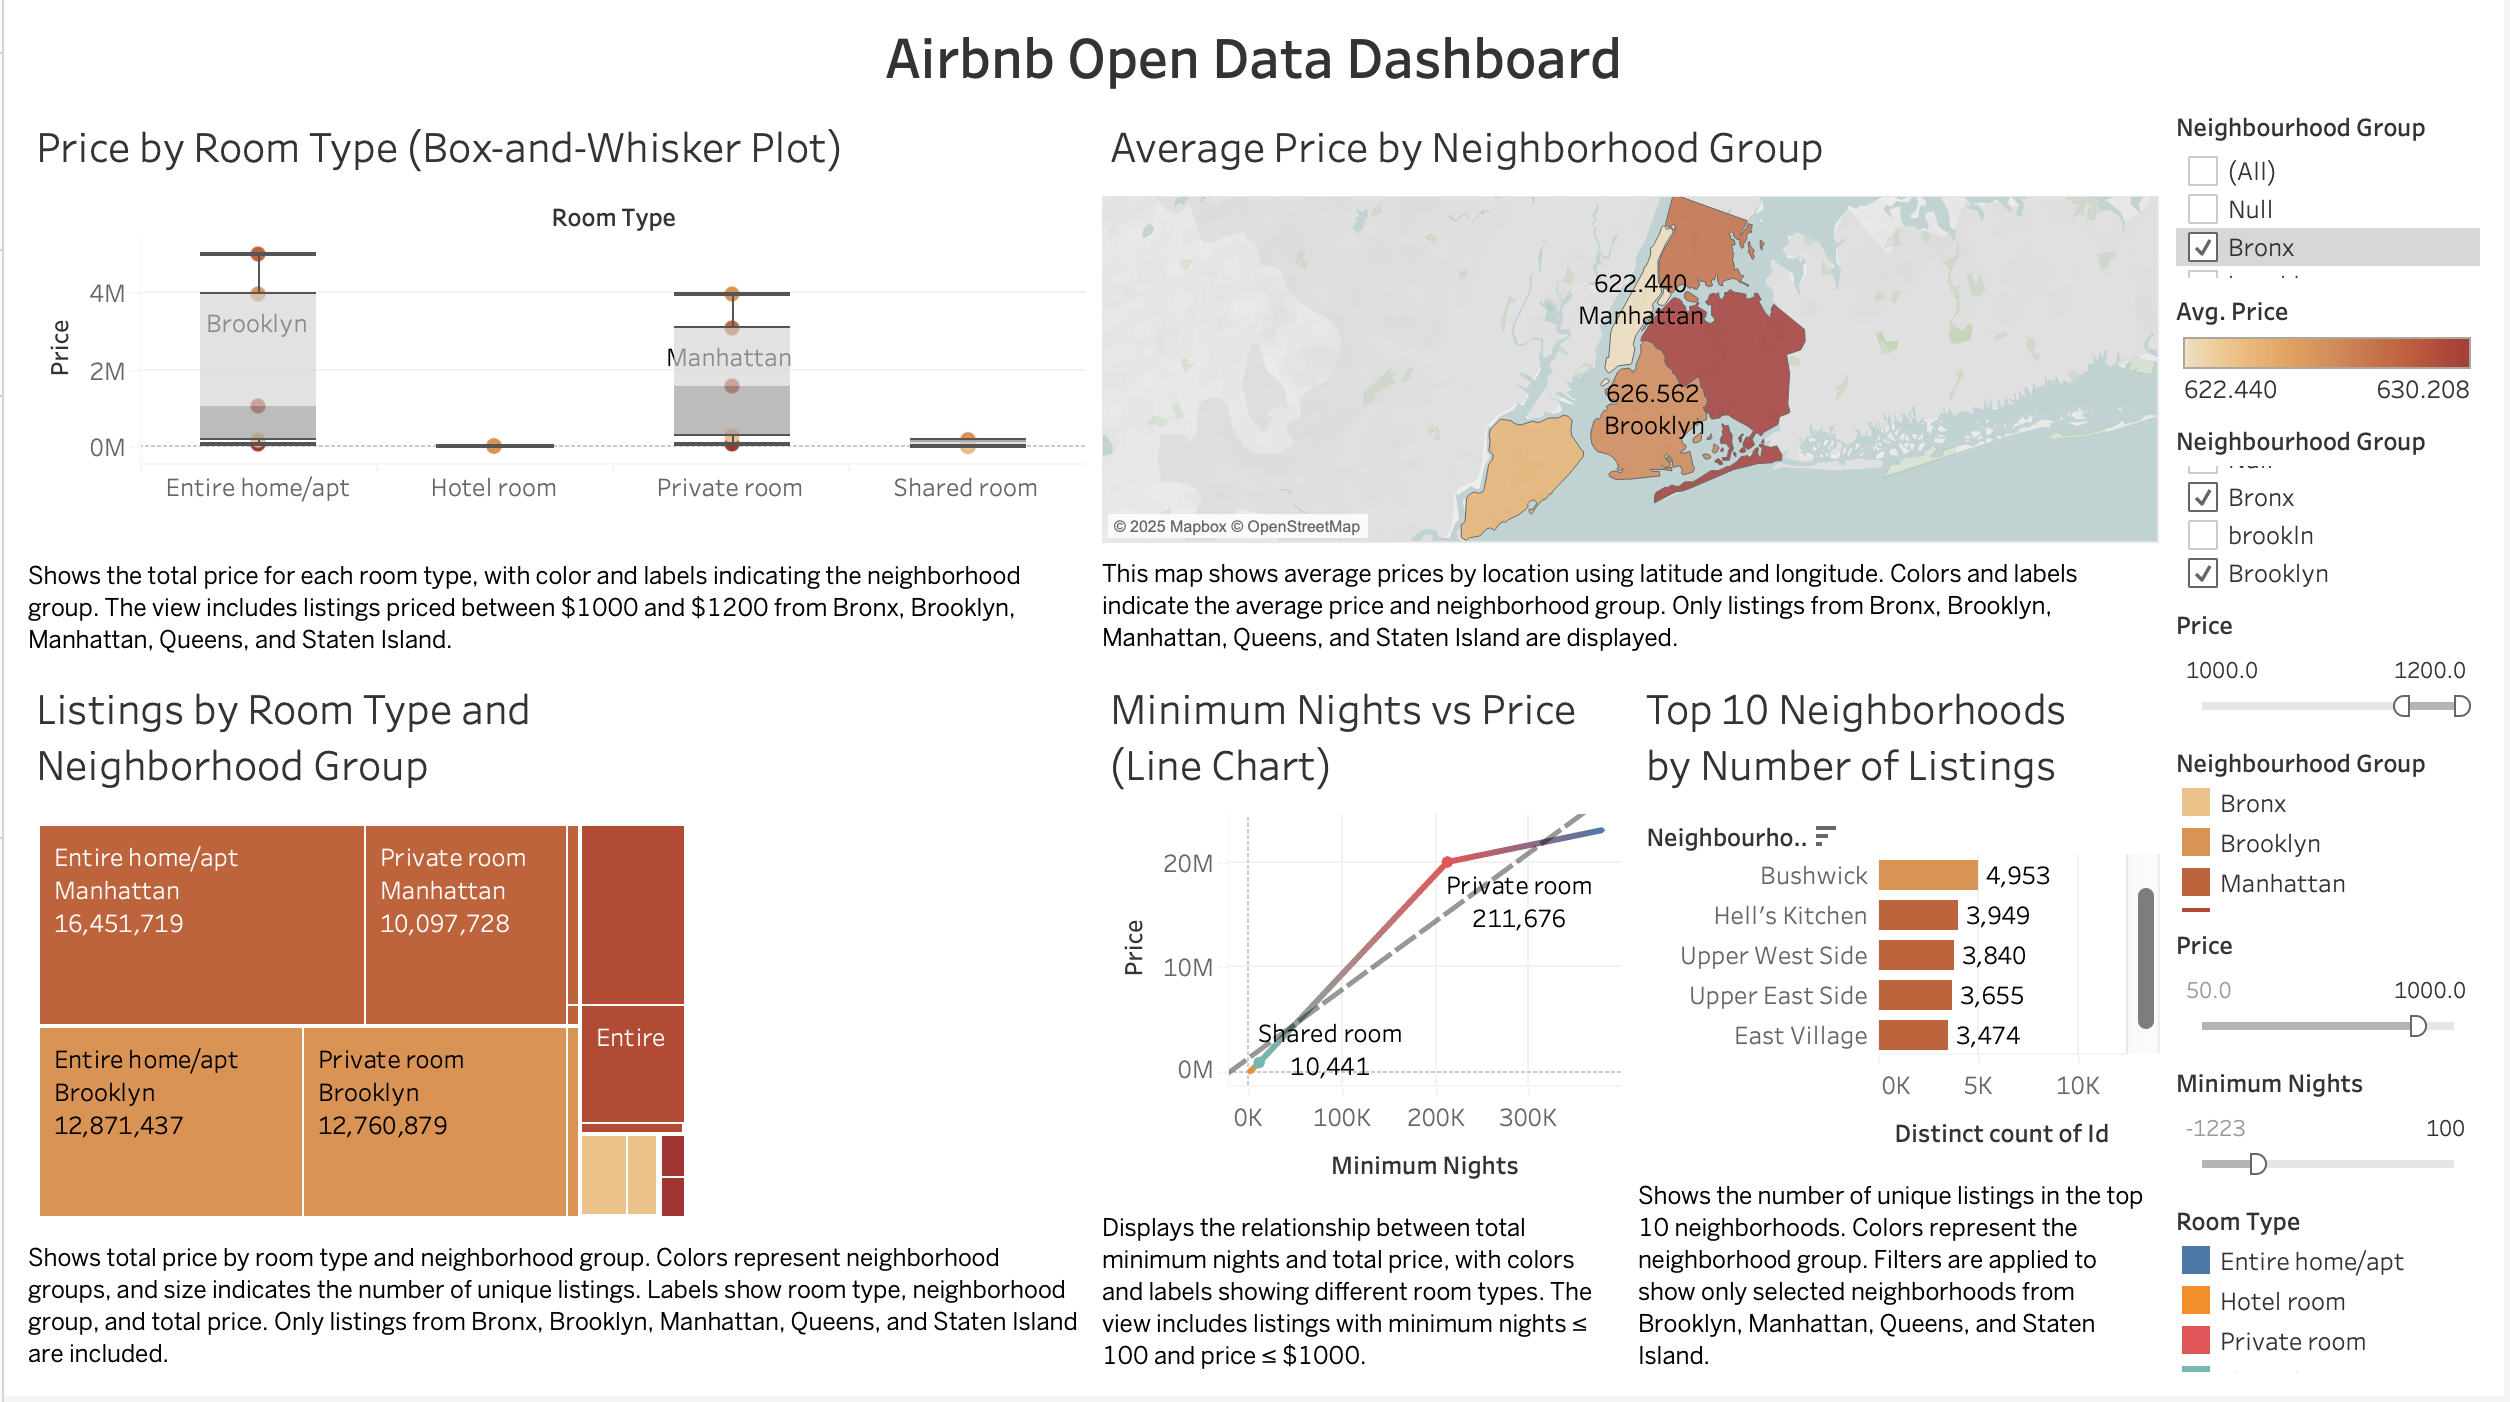 Airbnb Open Data Dashboard
Price by Room Type (Box-and-Whisker Plot)
Room Type
Price
4M
2M
0M
Brooklyn
Manhattan
Entire home/apt
Hotel room
Private room
Shared room
Shows the total price for each room type, with color and labels indicating the neighborhood
group. The view includes listings priced between $1000 and $1200 from Bronx, Brooklyn,
Manhattan, Queens, and Staten Island.
Average Price by Neighborhood Group
622.440
Manhattan
626.562
Brooklyn
© 2025 Mapbox © OpenStreetMap
This map shows average prices by location using latitude and longitude. Colors and labels
indicate the average price and neighborhood group. Only listings from Bronx, Brooklyn,
Manhattan, Queens, and Staten Island are displayed.
Listings by Room Type and
Neighborhood Group
Entire home/apt
Manhattan
16,451,719
Private room
Manhattan
10,097,728
Entire home/apt
Brooklyn
12,871,437
Private room
Brooklyn
12,760,879
Entire
Shows total price by room type and neighborhood group. Colors represent neighborhood
groups, and size indicates the number of unique listings. Labels show room type, neighborhood
group, and total price. Only listings from Bronx, Brooklyn, Manhattan, Queens, and Staten Island
are included.
Minimum Nights vs Price
(Line Chart)
Price
20M
10M
0M
Private room
211,676
Shared room
10,441
0K
100K
200K
300K
Minimum Nights
Displays the relationship between total
minimum nights and total price, with colors
and labels showing different room types. The
view includes listings with minimum nights ≤
100 and price ≤ $1000.
Top 10 Neighborhoods
by Number of Listings
Neighbourho..
Bushwick 4,953
Hell's Kitchen 3,949
Upper West Side 3,840
Upper East Side 3,655
East Village 3,474
0K
5K
10K
Distinct count of Id
Shows the number of unique listings in the top
10 neighborhoods. Colors represent the
neighborhood group. Filters are applied to
show only selected neighborhoods from
Brooklyn, Manhattan, Queens, and Staten
Island.
Neighbourhood Group
(All)
Null
Bronx
Avg. Price
622.440 630.208
Neighbourhood Group
Bronx
brookln
Brooklyn
Price
1000.0 1200.0
Neighbourhood Group
Bronx
Brooklyn
Manhattan
Price
50.0 1000.0
Minimum Nights
-1223 100
Room Type
Entire home/apt
Hotel room
Private room